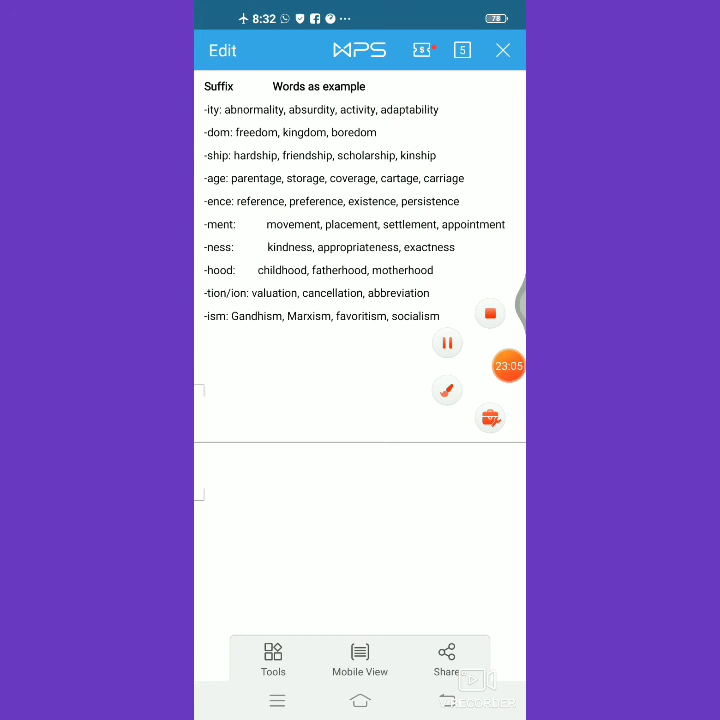 8:32 78
Edit WPS $ 5
Suffix Words as example
-ity: abnormality, absurdity, activity, adaptability
-dom: freedom, kingdom, boredom
-ship: hardship, friendship, scholarship, kinship
-age: parentage, storage, coverage, cartage, carriage
-ence: reference, preference, existence, persistence
-ment: movement, placement, settlement, appointment
-ness: kindness, appropriateness, exactness
-hood: childhood, fatherhood, motherhood
-tion/ion: valuation, cancellation, abbreviation
-ism: Gandhism, Marxism, favoritism, socialism
23:05
Tools Mobile View Share
V RECORDER